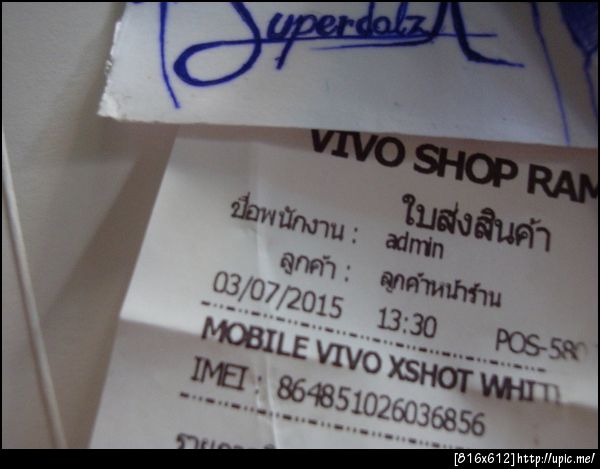 Superdolz
VIVO SHOP RAM
ใบส่งสินค้า
ชื่อพนักงาน : admin
ลูกค้า : ลูกค้าหน้าร้าน
03/07/2015 13:30 POS-580
MOBILE VIVO XSHOT WHIT
IMEI : 864851026036856
[816x612]http://upic.me/